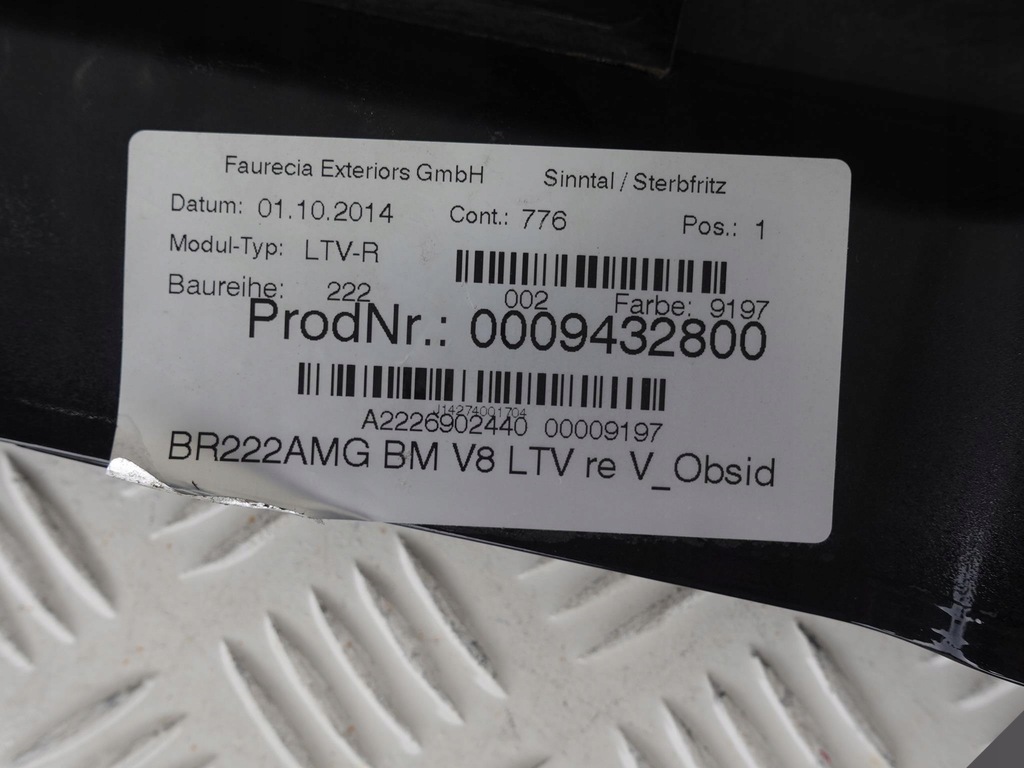 Faurecia Exteriors GmbH Sinntal / Sterbfritz
Datum: 01.10.2014 Cont.: 776 Pos.: 1
Modul-Typ: LTV-R
Baureihe: 222 002 Farbe: 9197
ProdNr.: 0009432800
J14274001704
A2226902440 00009197
BR222AMG BM V8 LTV re V_Obsid